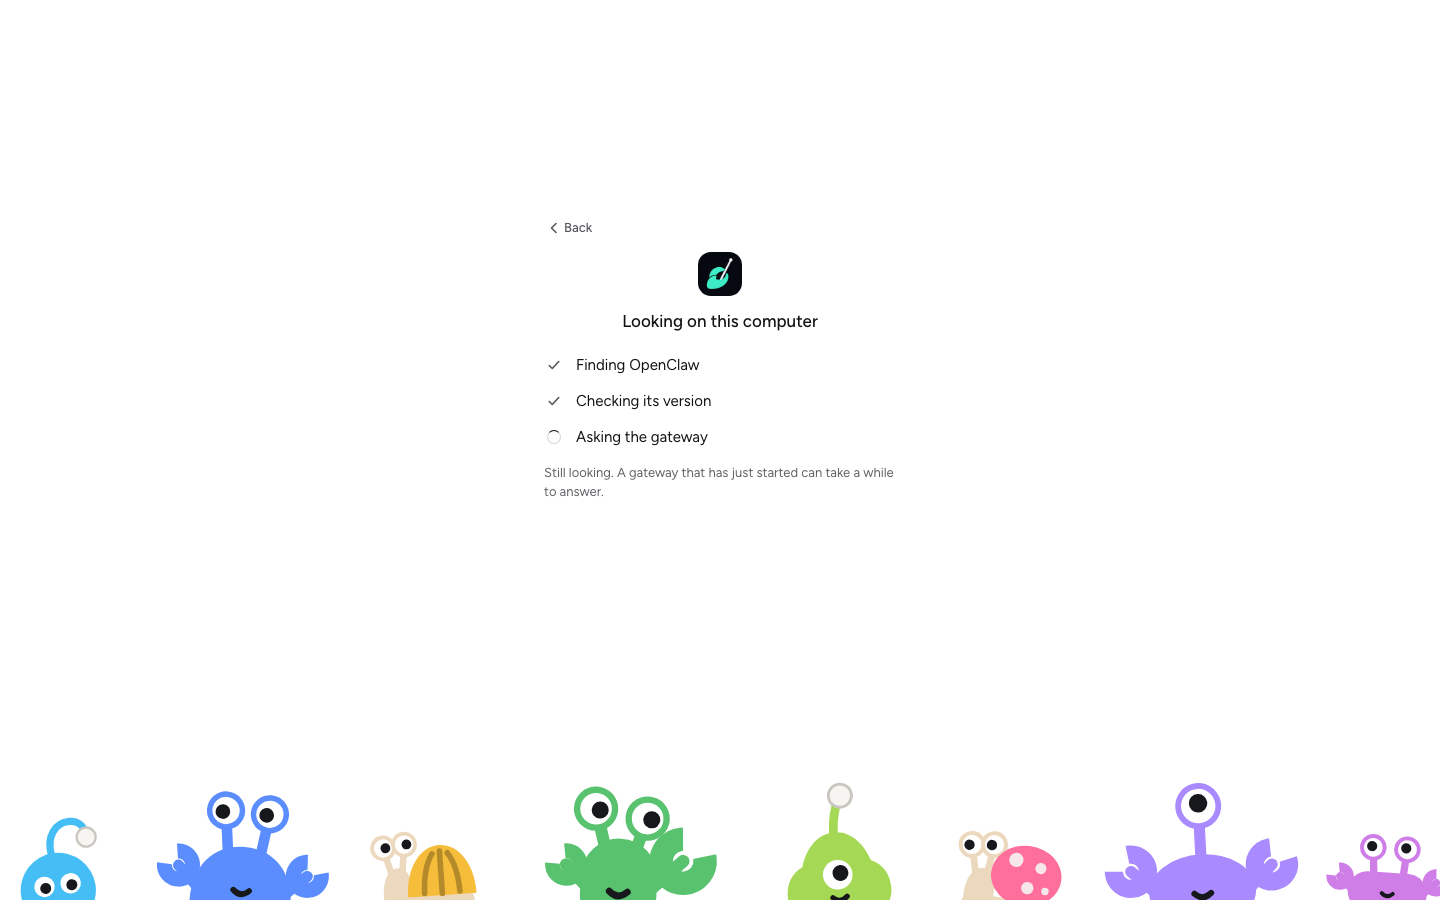 Back
Looking on this computer
Finding OpenClaw
Checking its version
Asking the gateway
Still looking. A gateway that has just started can take a while
to answer.